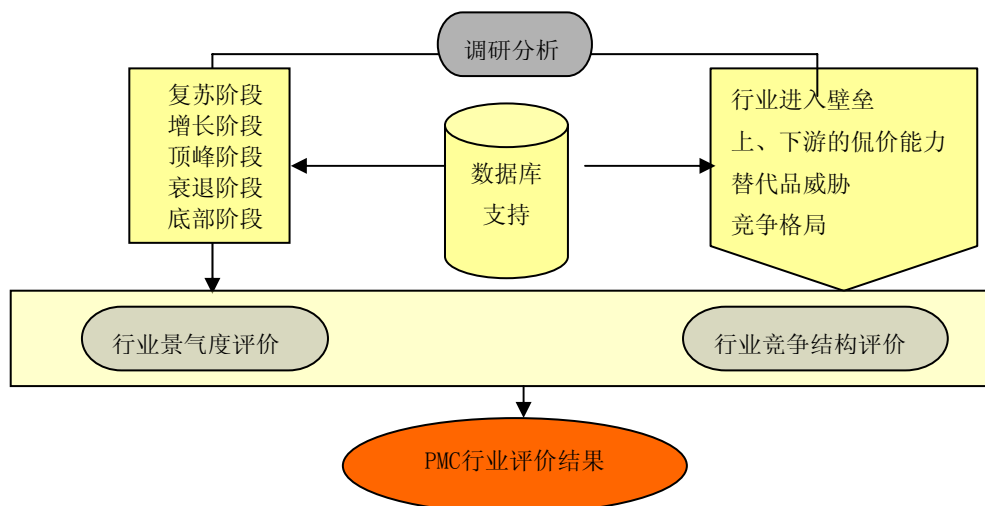 调研分析
复苏阶段
增长阶段
顶峰阶段
衰退阶段
底部阶段
数据库
支持
行业进入壁垒
上、下游的侃价能力
替代品威胁
竞争格局
行业景气度评价
行业竞争结构评价
PMC行业评价结果